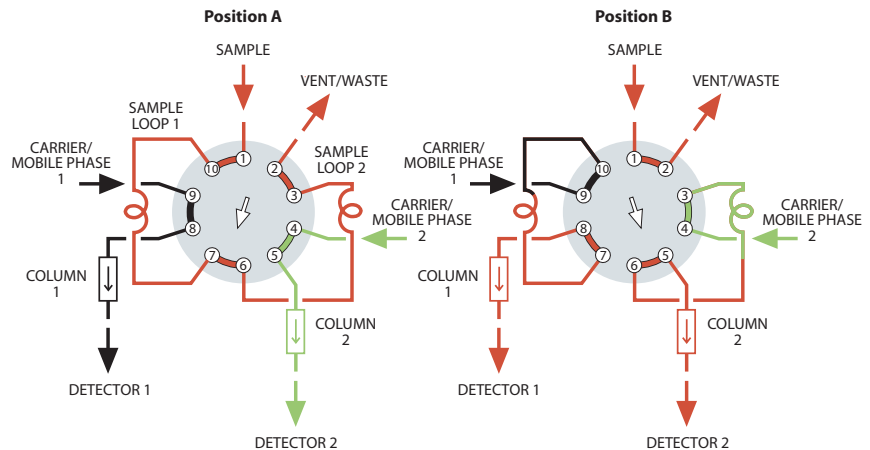 Position A
SAMPLE
VENT/WASTE
SAMPLE
LOOP 1
CARRIER/
MOBILE PHASE
1
SAMPLE
LOOP 2
CARRIER/
MOBILE PHASE
2
1
2
3
4
5
6
7
8
9
10
COLUMN
1
COLUMN
2
DETECTOR 1
DETECTOR 2
Position B
SAMPLE
VENT/WASTE
CARRIER/
MOBILE PHASE
1
CARRIER/
MOBILE PHASE
2
1
2
3
4
5
6
7
8
9
10
COLUMN
1
COLUMN
2
DETECTOR 1
DETECTOR 2